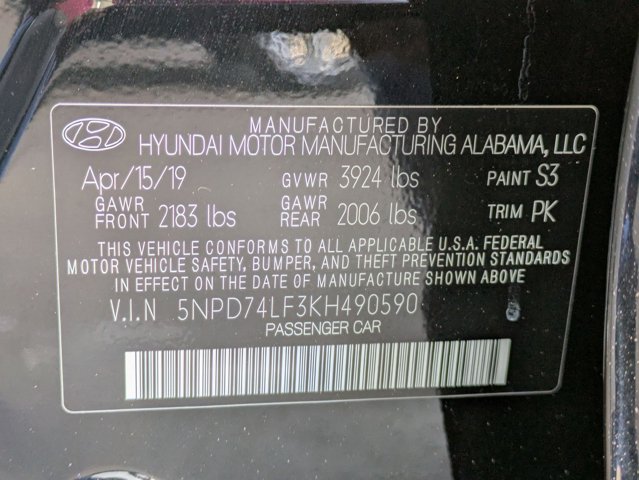 MANUFACTURED BY
HYUNDAI MOTOR MANUFACTURING ALABAMA, LLC
Apr/15/19 GVWR 3924 lbs PAINT S3
GAWR FRONT 2183 lbs GAWR REAR 2006 lbs TRIM PK
THIS VEHICLE CONFORMS TO ALL APPLICABLE U.S.A. FEDERAL
MOTOR VEHICLE SAFETY, BUMPER, AND THEFT PREVENTION STANDARDS
IN EFFECT ON THE DATE OF MANUFACTURE SHOWN ABOVE
V.I.N 5NPD74LF3KH490590
PASSENGER CAR